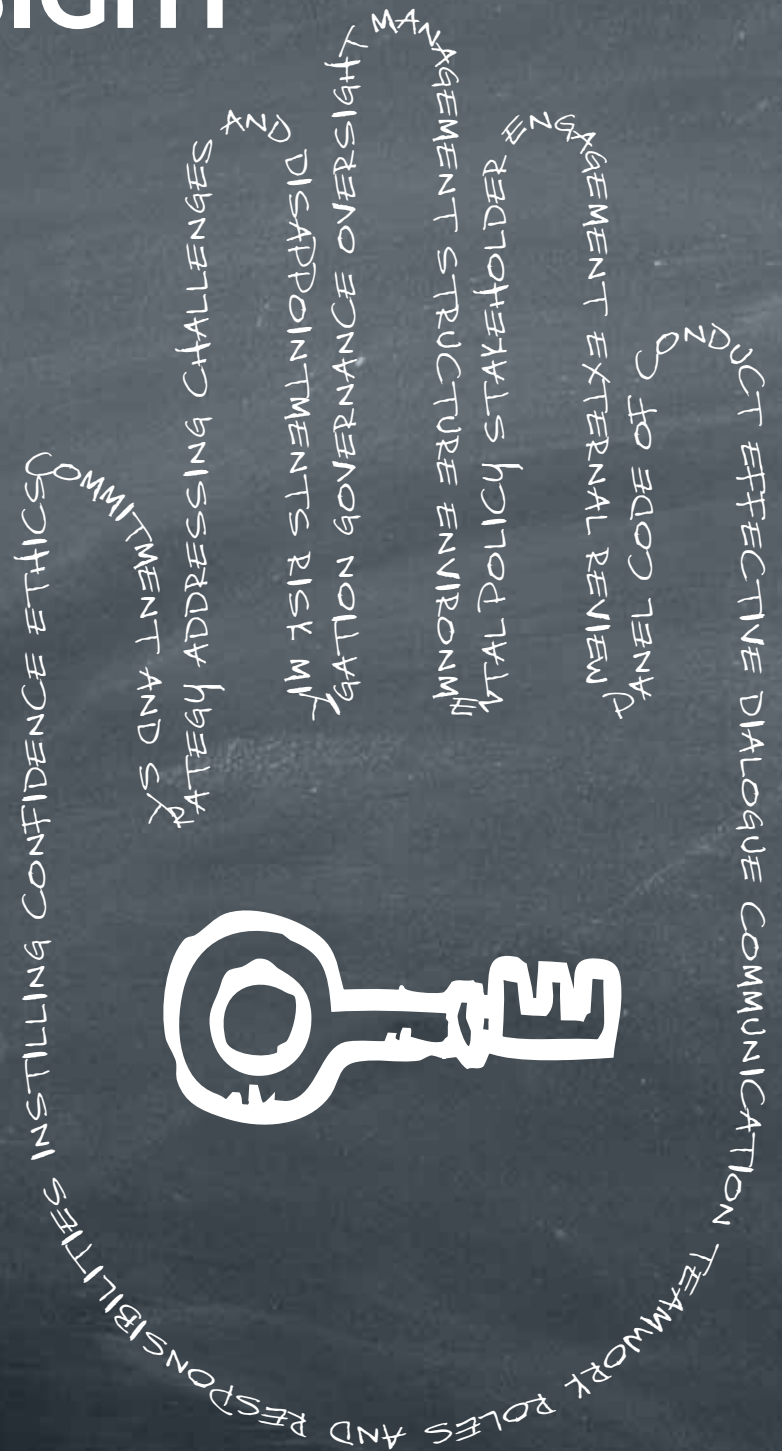 SIGHT
COMMITMENT AND STRATEGY ADDRESSING CHALLENGES AND DISAPPOINTMENTS RISK MITIGATION GOVERNANCE OVERSIGHT MANAGEMENT STRUCTURE ENVIRONMENTAL POLICY STAKEHOLDER ENGAGEMENT EXTERNAL REVIEW PANEL CODE OF CONDUCT EFFECTIVE DIALOGUE COMMUNICATION TEAMWORK ROLES AND RESPONSIBILITIES INSTILLING CONFIDENCE ETHICS